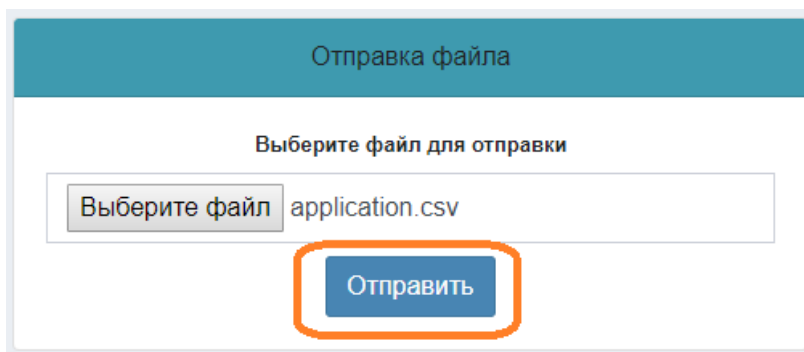 Отправка файла
Выберите файл для отправки
Выберите файл application.csv
Отправить